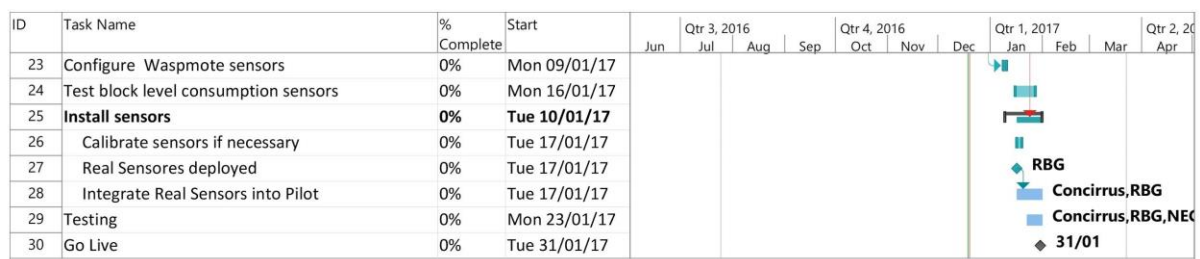 ID Task Name % Complete Start Qtr 3, 2016 Qtr 4, 2016 Qtr 1, 2017 Qtr 2, 20
Jun Jul Aug Sep Oct Nov Dec Jan Feb Mar Apr
23 Configure Waspmote sensors 0% Mon 09/01/17
24 Test block level consumption sensors 0% Mon 16/01/17
25 Install sensors 0% Tue 10/01/17
26 Calibrate sensors if necessary 0% Tue 17/01/17
27 Real Sensores deployed 0% Tue 17/01/17 RBG
28 Integrate Real Sensors into Pilot 0% Tue 17/01/17 Concirrus,RBG
29 Testing 0% Mon 23/01/17 Concirrus,RBG,NEC
30 Go Live 0% Tue 31/01/17 31/01